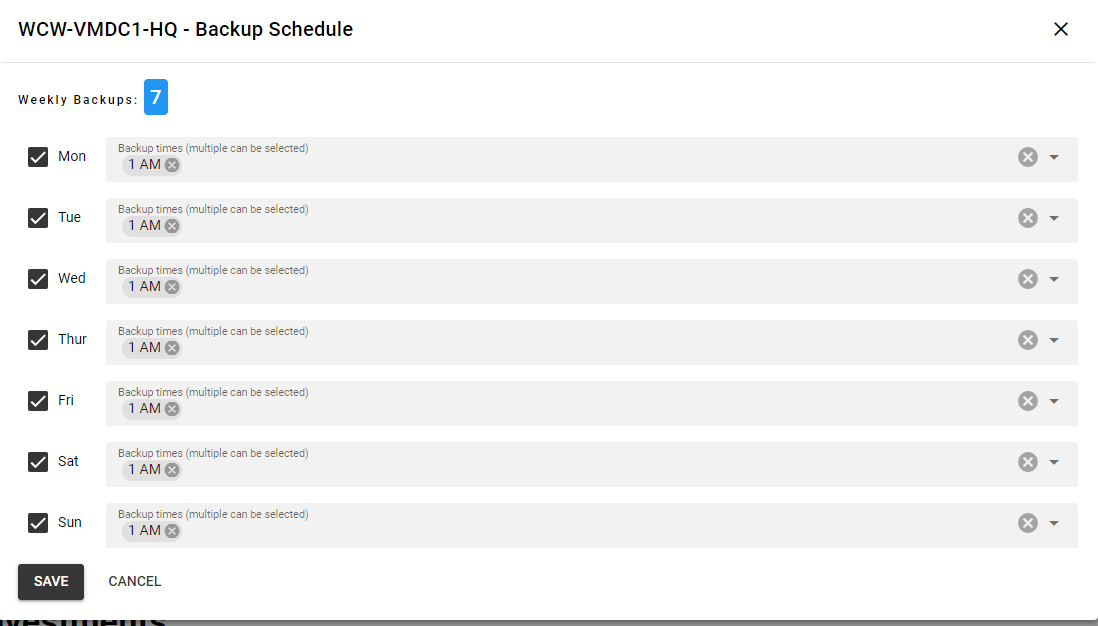 WCW-VMDC1-HQ - Backup Schedule
Weekly Backups: 7
Mon
Backup times (multiple can be selected)
1 AM
Tue
Backup times (multiple can be selected)
1 AM
Wed
Backup times (multiple can be selected)
1 AM
Thur
Backup times (multiple can be selected)
1 AM
Fri
Backup times (multiple can be selected)
1 AM
Sat
Backup times (multiple can be selected)
1 AM
Sun
Backup times (multiple can be selected)
1 AM
SAVE CANCEL